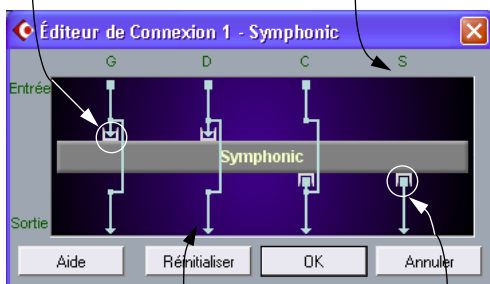 Éditeur de Connexion 1 - Symphonic
G D C S
Entrée
Symphonic
Sortie
Aide Réinitialiser OK Annuler